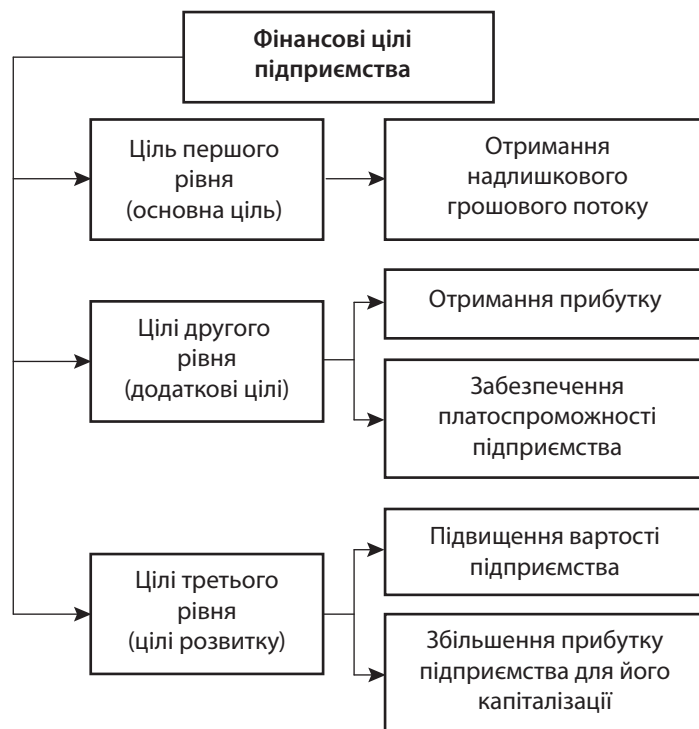 Фінансові цілі
підприємства
Ціль першого
рівня
(основна ціль)
Отримання
надлишкового
грошового потоку
Цілі другого
рівня
(додаткові цілі)
Отримання прибутку
Забезпечення
платоспроможності
підприємства
Цілі третього
рівня
(цілі розвитку)
Підвищення вартості
підприємства
Збільшення прибутку
підприємства для його
капіталізації